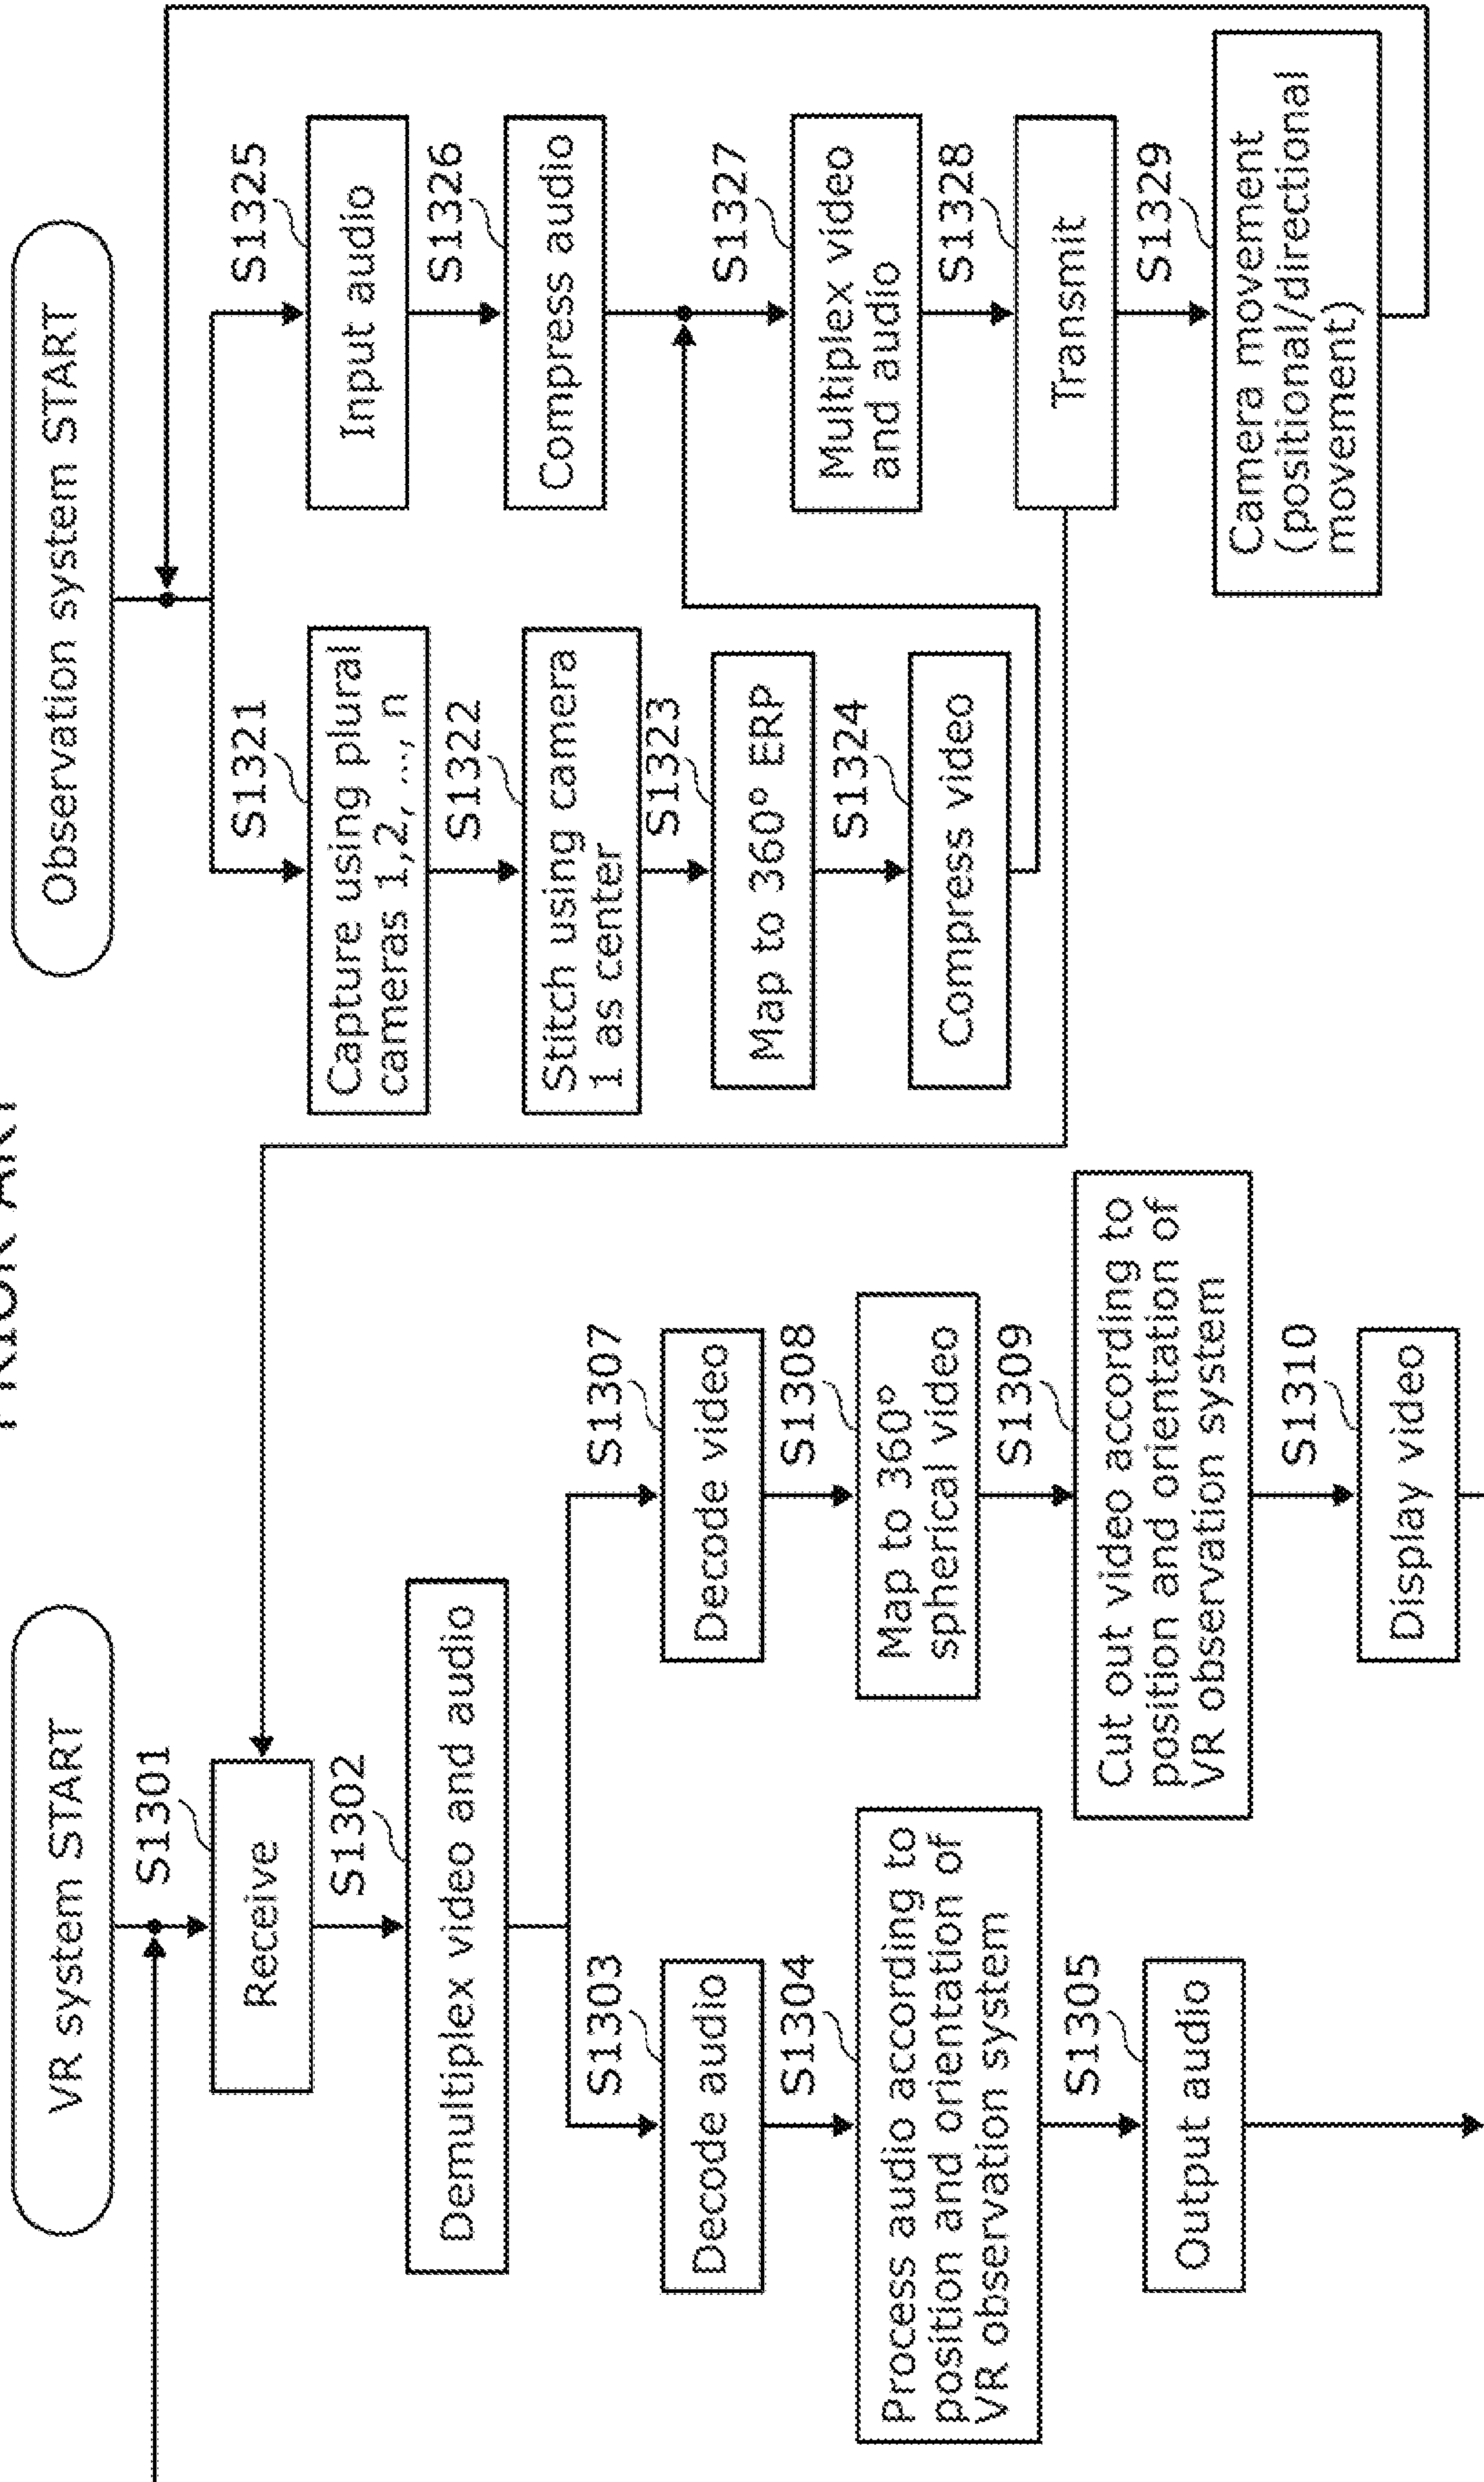 PRIOR ART
VR system START
S1301
Receive
S1302
Demultiplex video and audio
S1303
Decode audio
S1304
Process audio according to
position and orientation of
VR observation system
S1305
Output audio
S1307
Decode video
S1308
Map to 360°
spherical video
S1309
Cut out video according to
position and orientation of
VR observation system
S1310
Display video
Observation system START
S1321
Capture using plural
cameras 1,2, ..., n
S1322
Stitch using camera
1 as center
S1323
Map to 360° ERP
S1324
Compress video
S1325
Input audio
S1326
Compress audio
S1327
Multiplex video
and audio
S1328
Transmit
S1329
Camera movement
(positional/directional
movement)